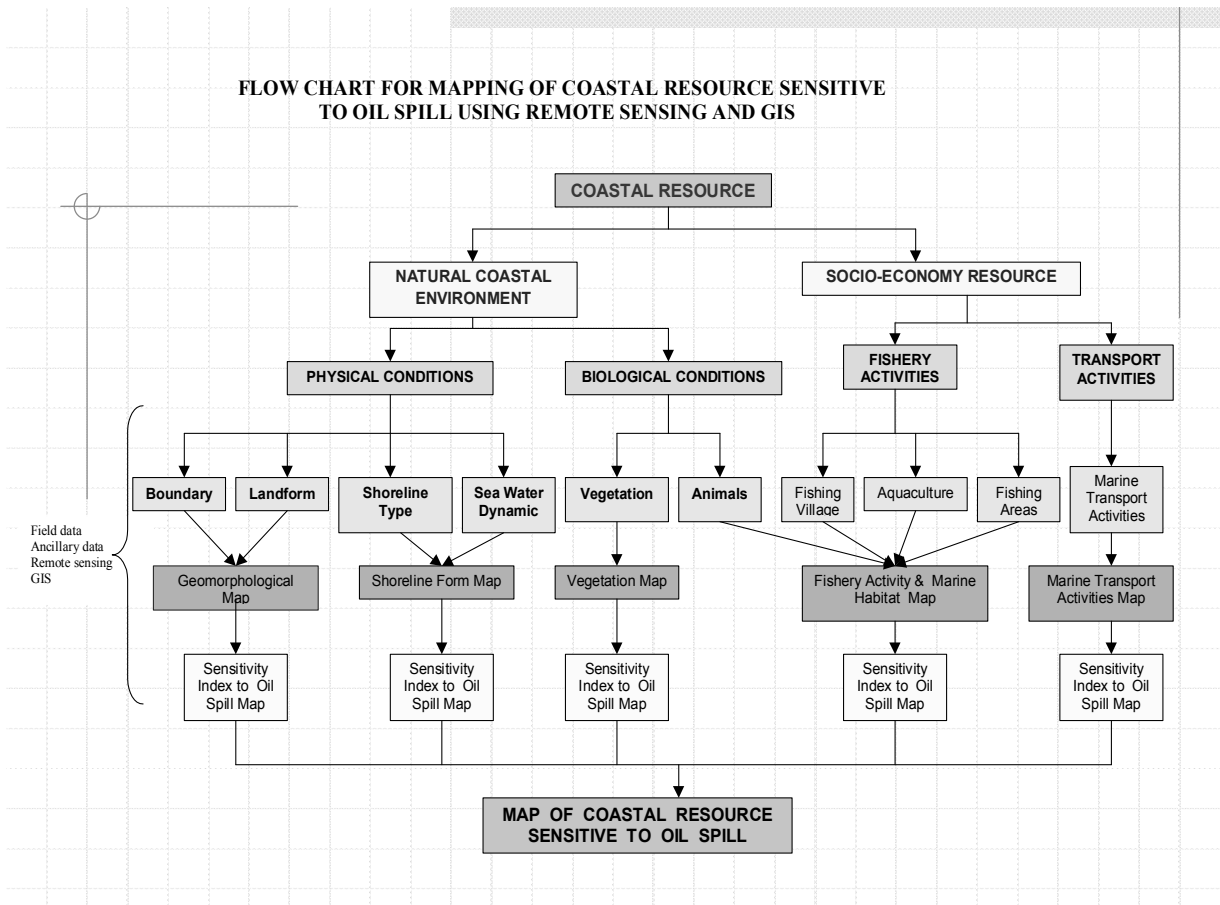 FLOW CHART FOR MAPPING OF COASTAL RESOURCE SENSITIVE
TO OIL SPILL USING REMOTE SENSING AND GIS
COASTAL RESOURCE
NATURAL COASTAL
ENVIRONMENT
SOCIO-ECONOMY RESOURCE
PHYSICAL CONDITIONS
BIOLOGICAL CONDITIONS
FISHERY
ACTIVITIES
TRANSPORT
ACTIVITIES
Boundary
Landform
Shoreline
Type
Sea Water
Dynamic
Vegetation
Animals
Fishing
Village
Aquaculture
Fishing
Areas
Marine
Transport
Activities
Field data
Ancillary data
Remote sensing
GIS
Geomorphological
Map
Shoreline Form Map
Vegetation Map
Fishery Activity & Marine
Habitat Map
Marine Transport
Activities Map
Sensitivity
Index to Oil
Spill Map
Sensitivity
Index to Oil
Spill Map
Sensitivity
Index to Oil
Spill Map
Sensitivity
Index to Oil
Spill Map
Sensitivity
Index to Oil
Spill Map
MAP OF COASTAL RESOURCE
SENSITIVE TO OIL SPILL